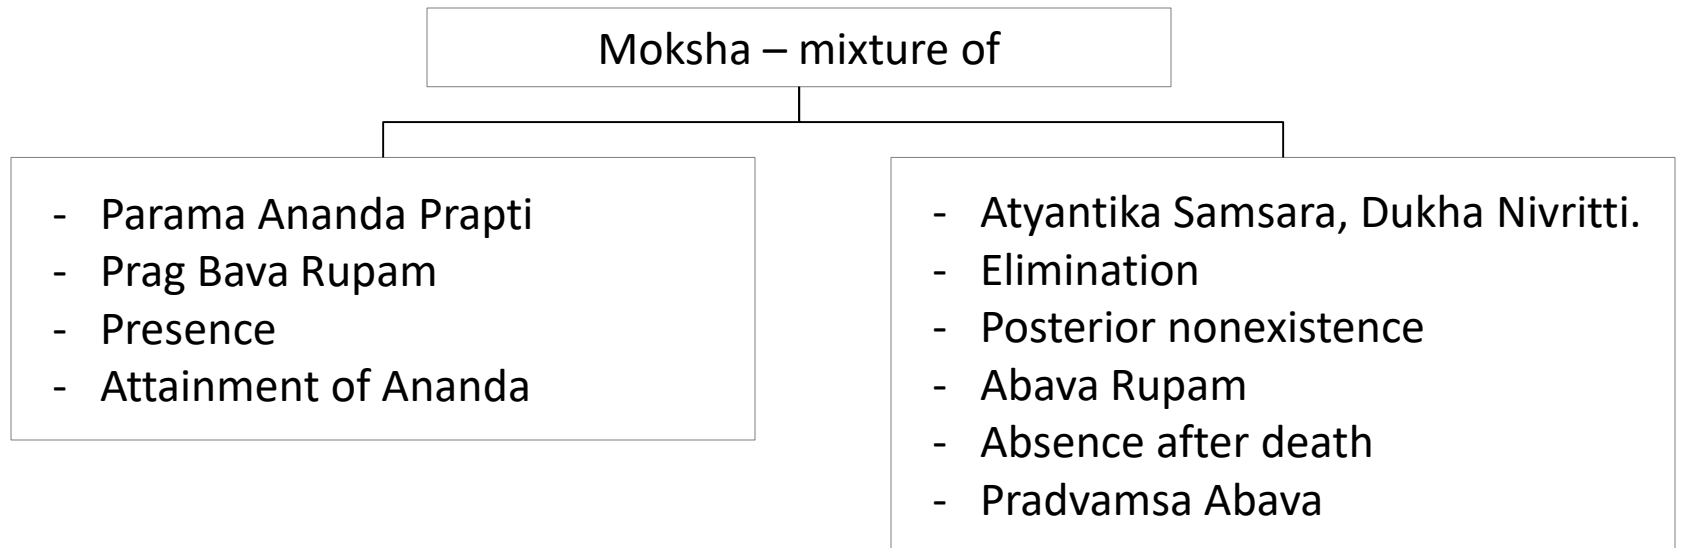 Moksha – mixture of
- Parama Ananda Prapti
- Prag Bava Rupam
- Presence
- Attainment of Ananda
- Atyantika Samsara, Dukha Nivritti.
- Elimination
- Posterior nonexistence
- Abava Rupam
- Absence after death
- Pradvamsa Abava